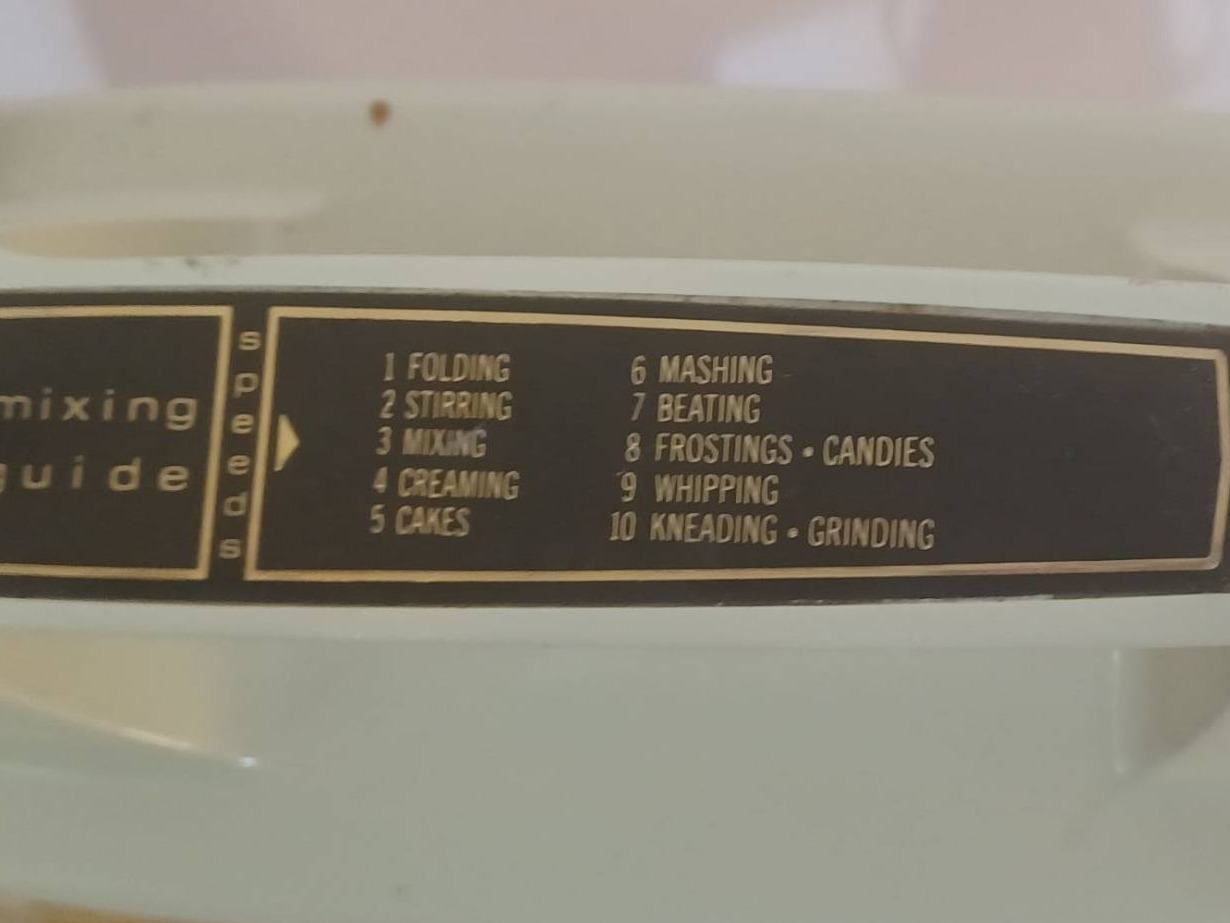 mixing
guide
speeds
1 FOLDING
2 STIRRING
3 MIXING
4 CREAMING
5 CAKES
6 MASHING
7 BEATING
8 FROSTINGS • CANDIES
9 WHIPPING
10 KNEADING • GRINDING